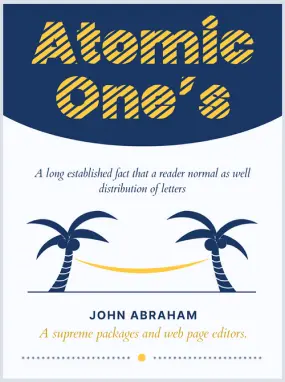 Atomic
One's
A long established fact that a reader normal as well
distribution of letters
JOHN ABRAHAM
A supreme packages and web page editors.